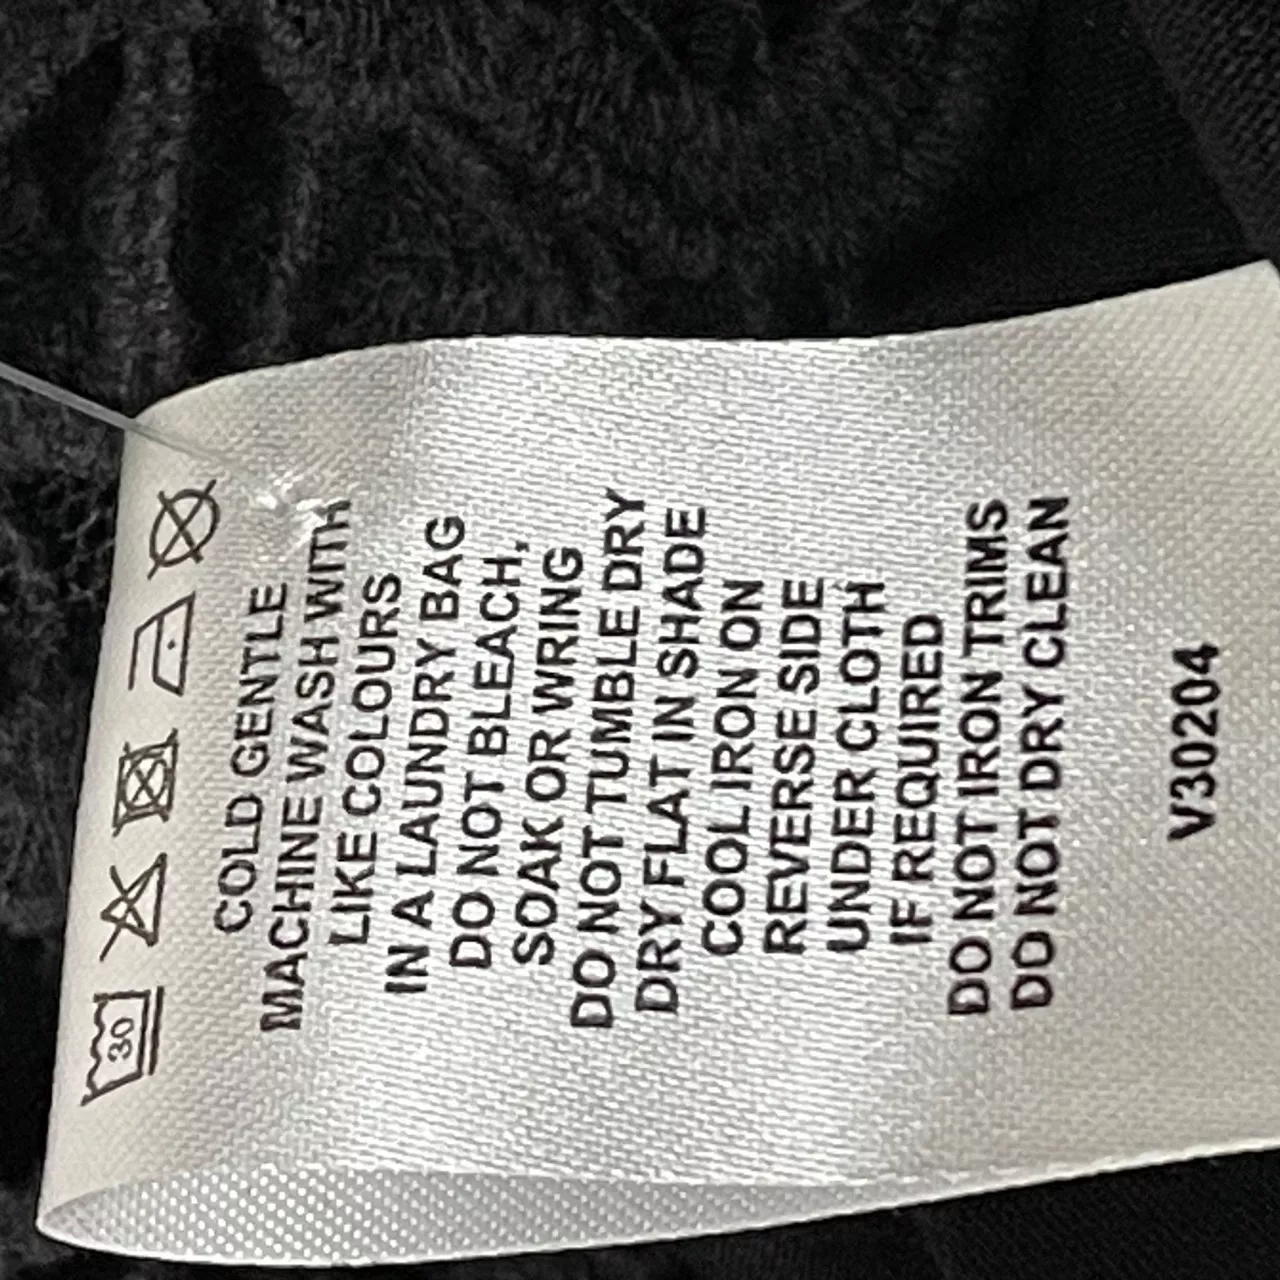 30
COLD GENTLE
MACHINE WASH WITH
LIKE COLOURS
IN A LAUNDRY BAG
DO NOT BLEACH,
SOAK OR WRING
DO NOT TUMBLE DRY
DRY FLAT IN SHADE
COOL IRON ON
REVERSE SIDE
UNDER CLOTH
IF REQUIRED
DO NOT IRON TRIMS
DO NOT DRY CLEAN
V30204